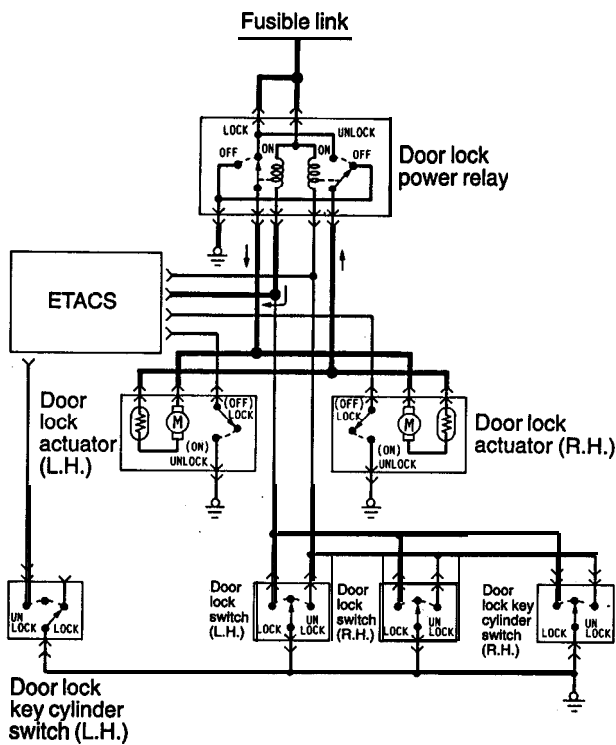 Fusible link
LOCK
UNLOCK
OFF
ON
ON
OFF
Door lock
power relay
ETACS
Door
lock
actuator
(L.H.)
M
(OFF)
LOCK
(ON)
UNLOCK
(OFF)
LOCK
(ON)
UNLOCK
M
Door lock
actuator (R.H.)
UN
LOCK
LOCK
Door lock
key cylinder
switch (L.H.)
Door
lock
switch
(L.H.)
LOCK
UN
LOCK
Door
lock
switch
(R.H.)
LOCK
UN
LOCK
Door
lock key
cylinder
switch
(R.H.)
LOCK
UN
LOCK